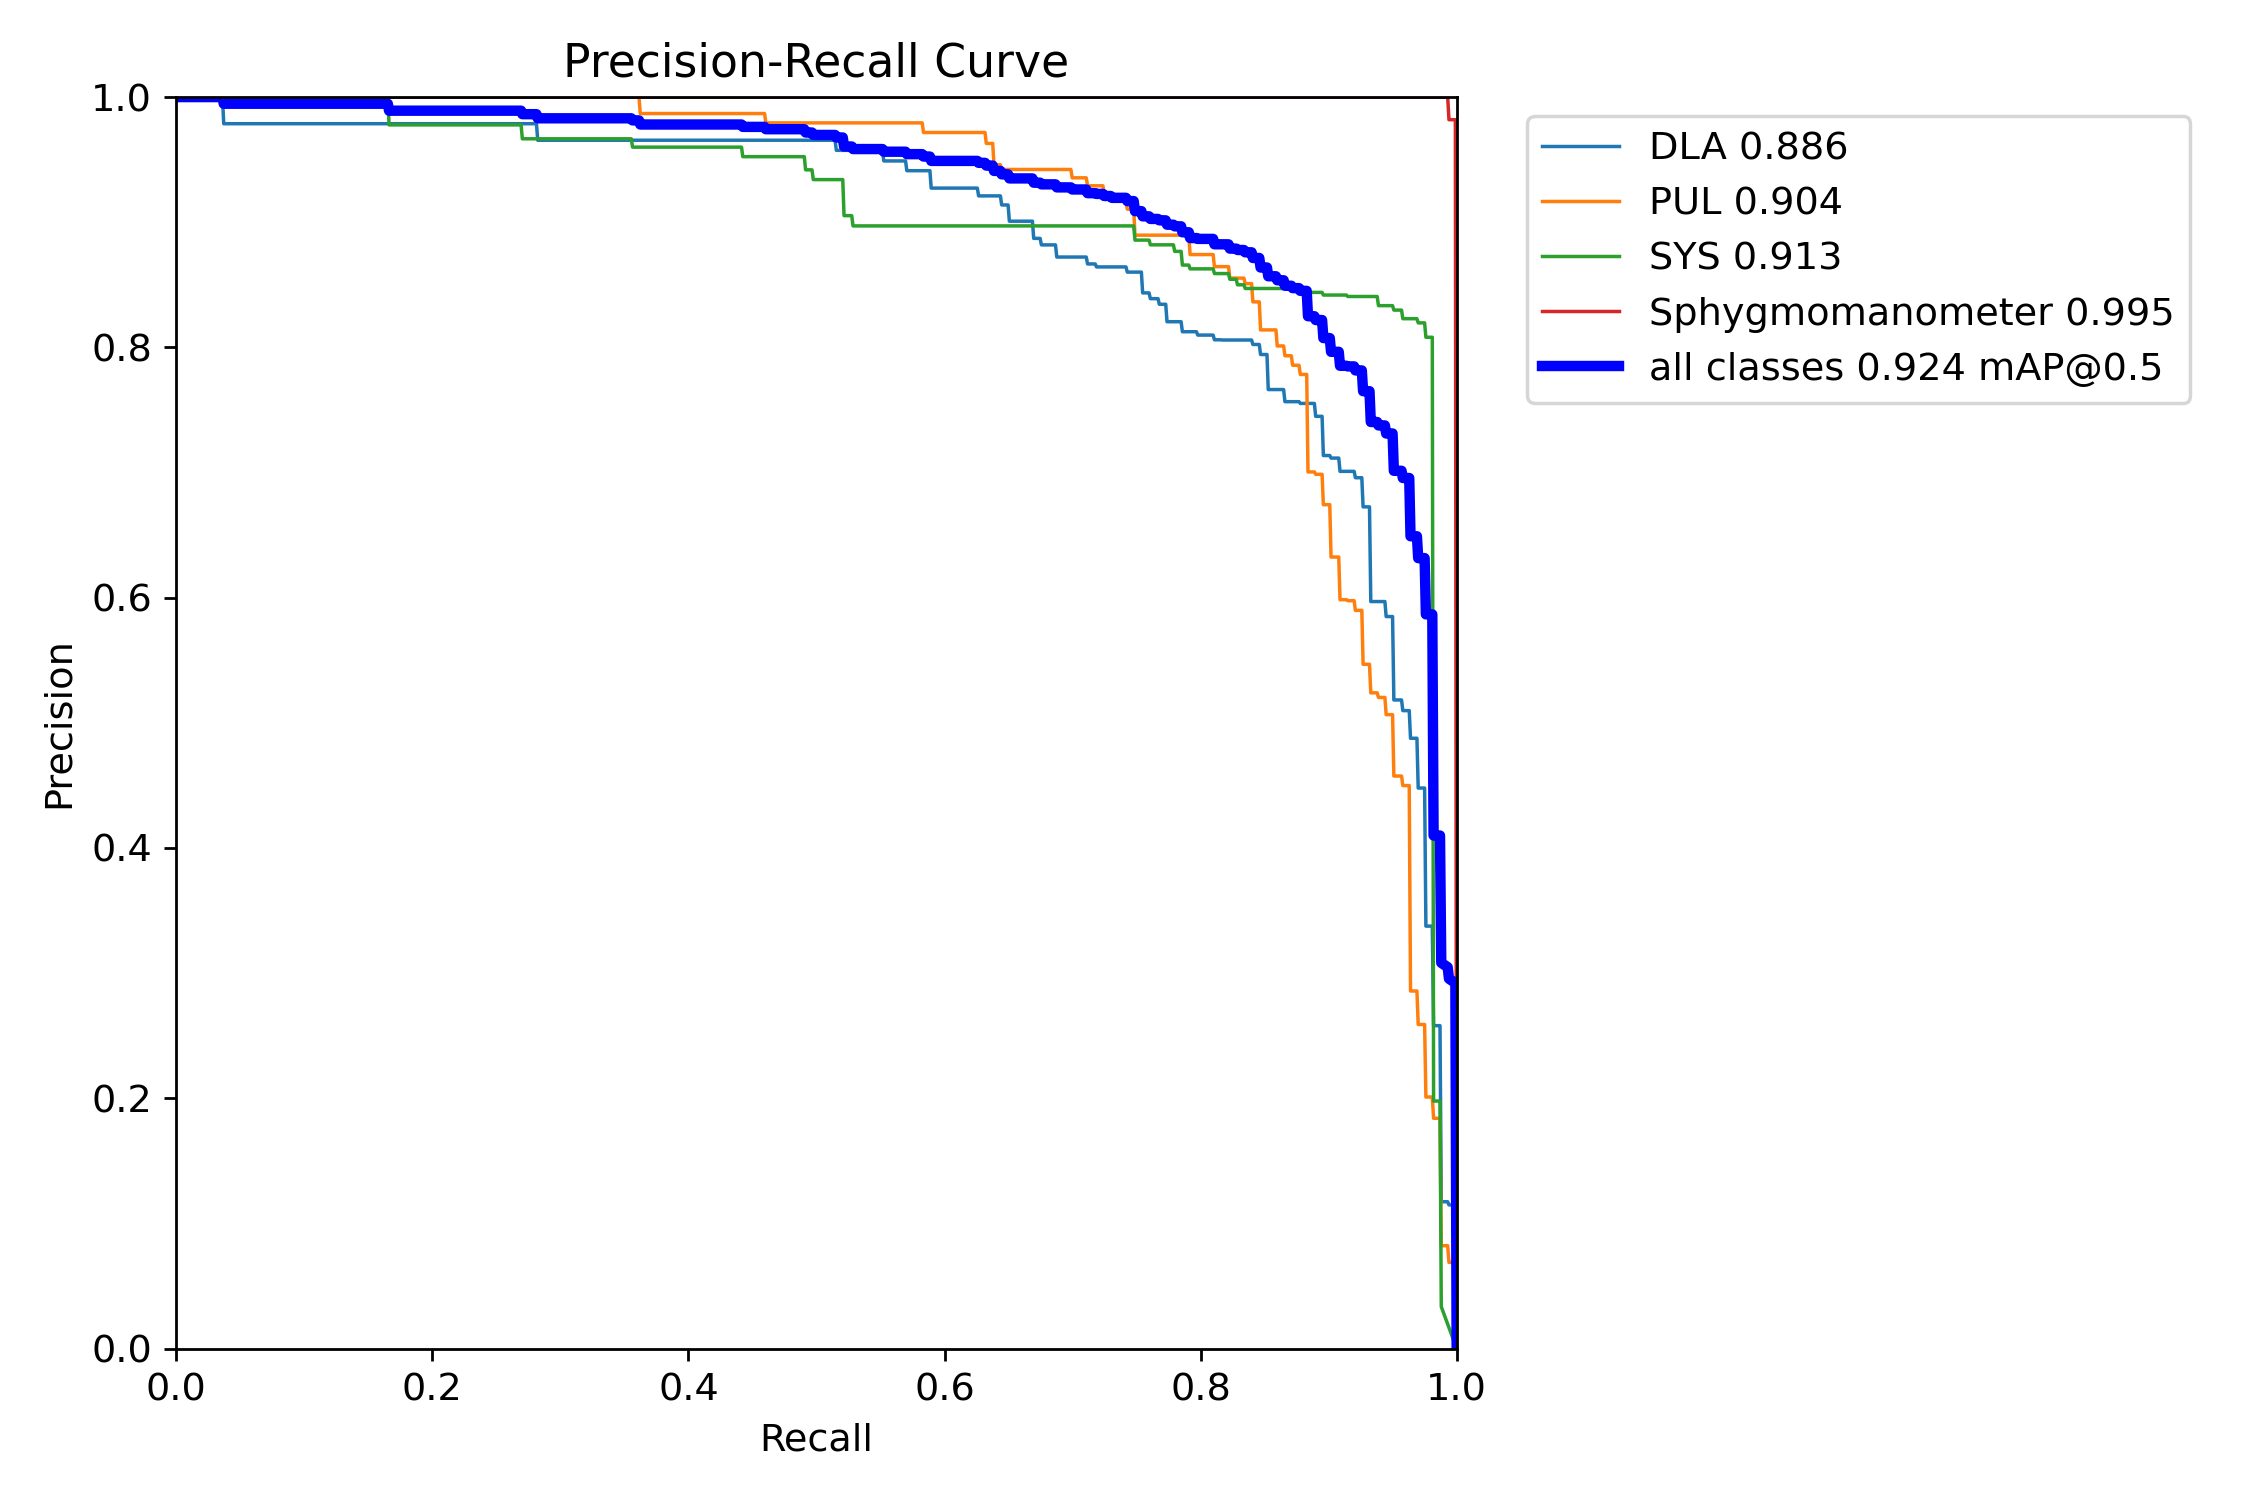 Precision-Recall Curve
1.0
0.8
0.6
0.4
0.2
0.0
Precision
0.0 0.2 0.4 0.6 0.8 1.0
Recall
DLA 0.886
PUL 0.904
SYS 0.913
Sphygmomanometer 0.995
all classes 0.924 mAP@0.5